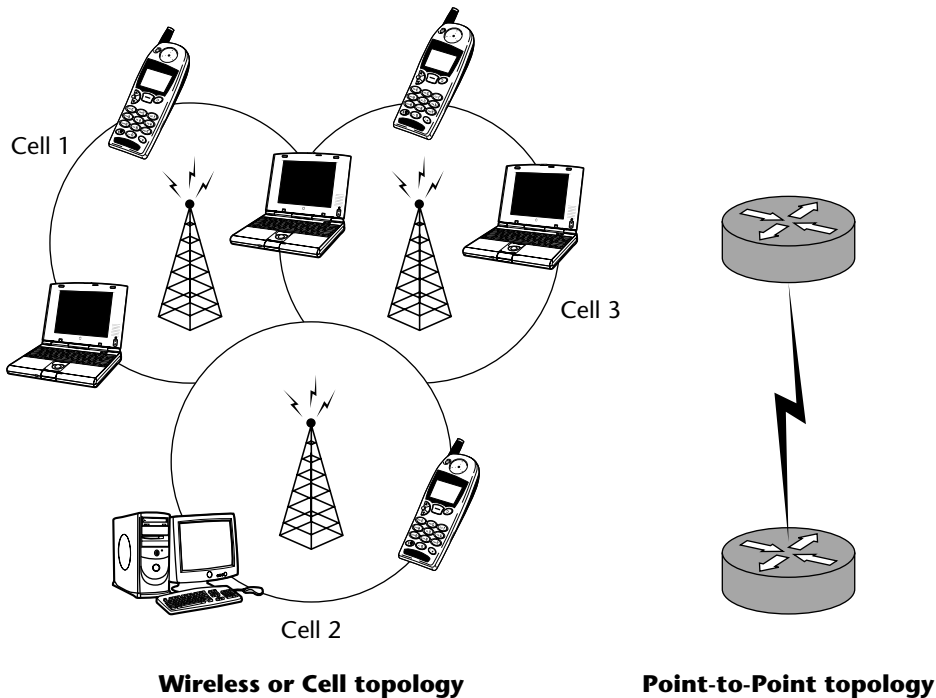 Cell 1
Cell 3
Cell 2
Wireless or Cell topology
Point-to-Point topology